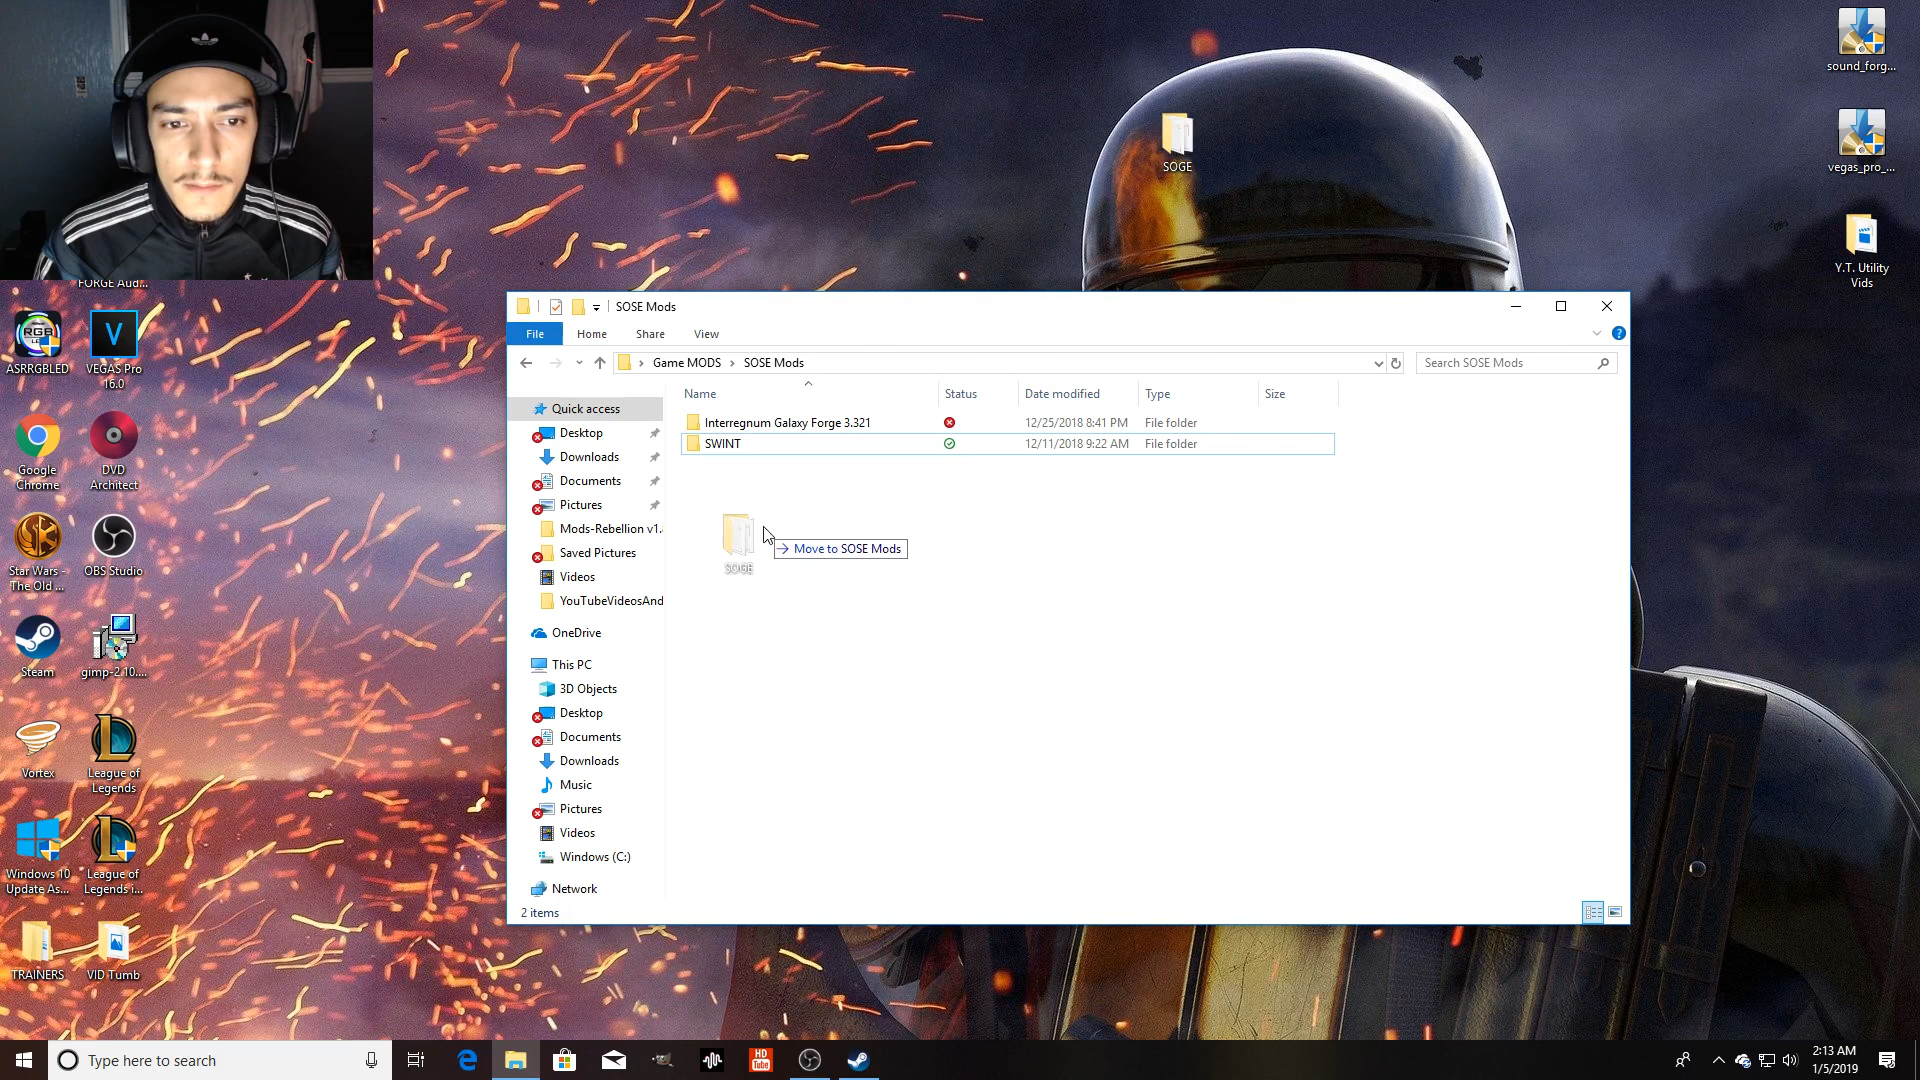 FORGE Aud...
ASRRGBLED
VEGAS Pro
16.0
Google
Chrome
DVD
Architect
Star Wars -
The Old ...
OBS Studio
Steam
gimp-2.10....
Vortex
League of
Legends
Windows 10
Update As...
League of
Legends i...
TRAINERS
VID Tumb
SOGE
sound_forg...
vegas_pro_...
Y.T. Utility
Vids
SOSE Mods
File
Home
Share
View
Game MODS
SOSE Mods
Search SOSE Mods
Quick access
Desktop
Downloads
Documents
Pictures
Mods-Rebellion v1.
Saved Pictures
Videos
YouTubeVideosAnd
OneDrive
This PC
3D Objects
Desktop
Documents
Downloads
Music
Pictures
Videos
Windows (C:)
Network
Name
Status
Date modified
Type
Size
Interregnum Galaxy Forge 3.321
12/25/2018 8:41 PM
File folder
SWINT
12/11/2018 9:22 AM
File folder
SOGE
Move to SOSE Mods
2 items
Type here to search
HD
Tube
2:13 AM
1/5/2019